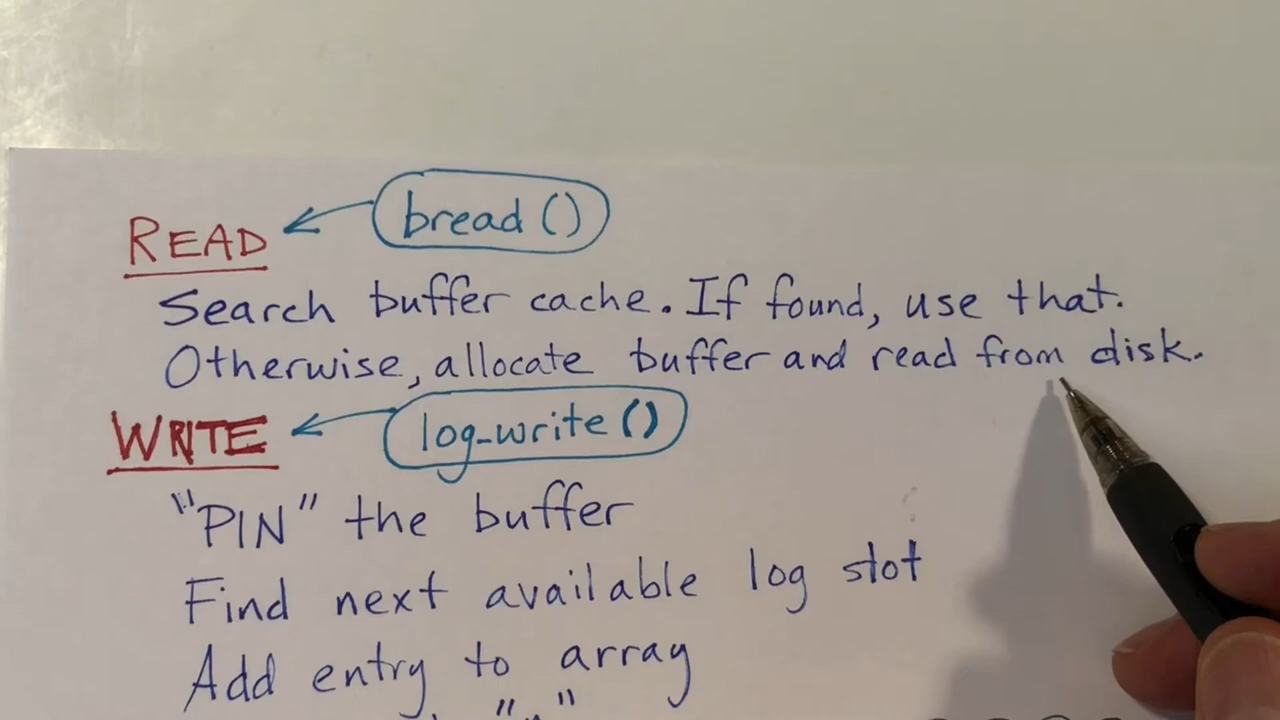 READ ← bread ()
Search buffer cache. If found, use that.
Otherwise, allocate buffer and read from disk.
WRITE ← log_write ()
"PIN" the buffer
Find next available log slot
Add entry to array